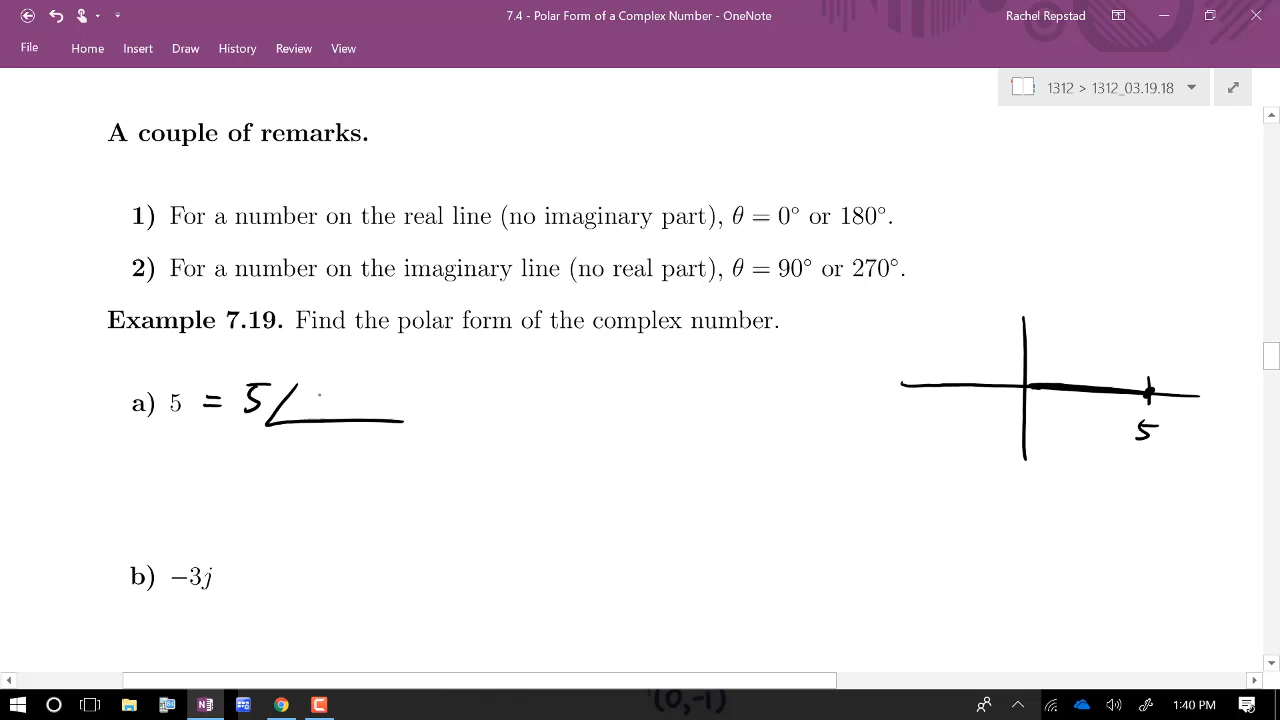 7.4 - Polar Form of a Complex Number - OneNote
Rachel Repstad
File Home Insert Draw History Review View
1312 > 1312_03.19.18
A couple of remarks.
1) For a number on the real line (no imaginary part), θ = 0° or 180°.
2) For a number on the imaginary line (no real part), θ = 90° or 270°.
Example 7.19. Find the polar form of the complex number.
a) 5 = 5∠
5
b) −3j
(0,-1)
1:40 PM